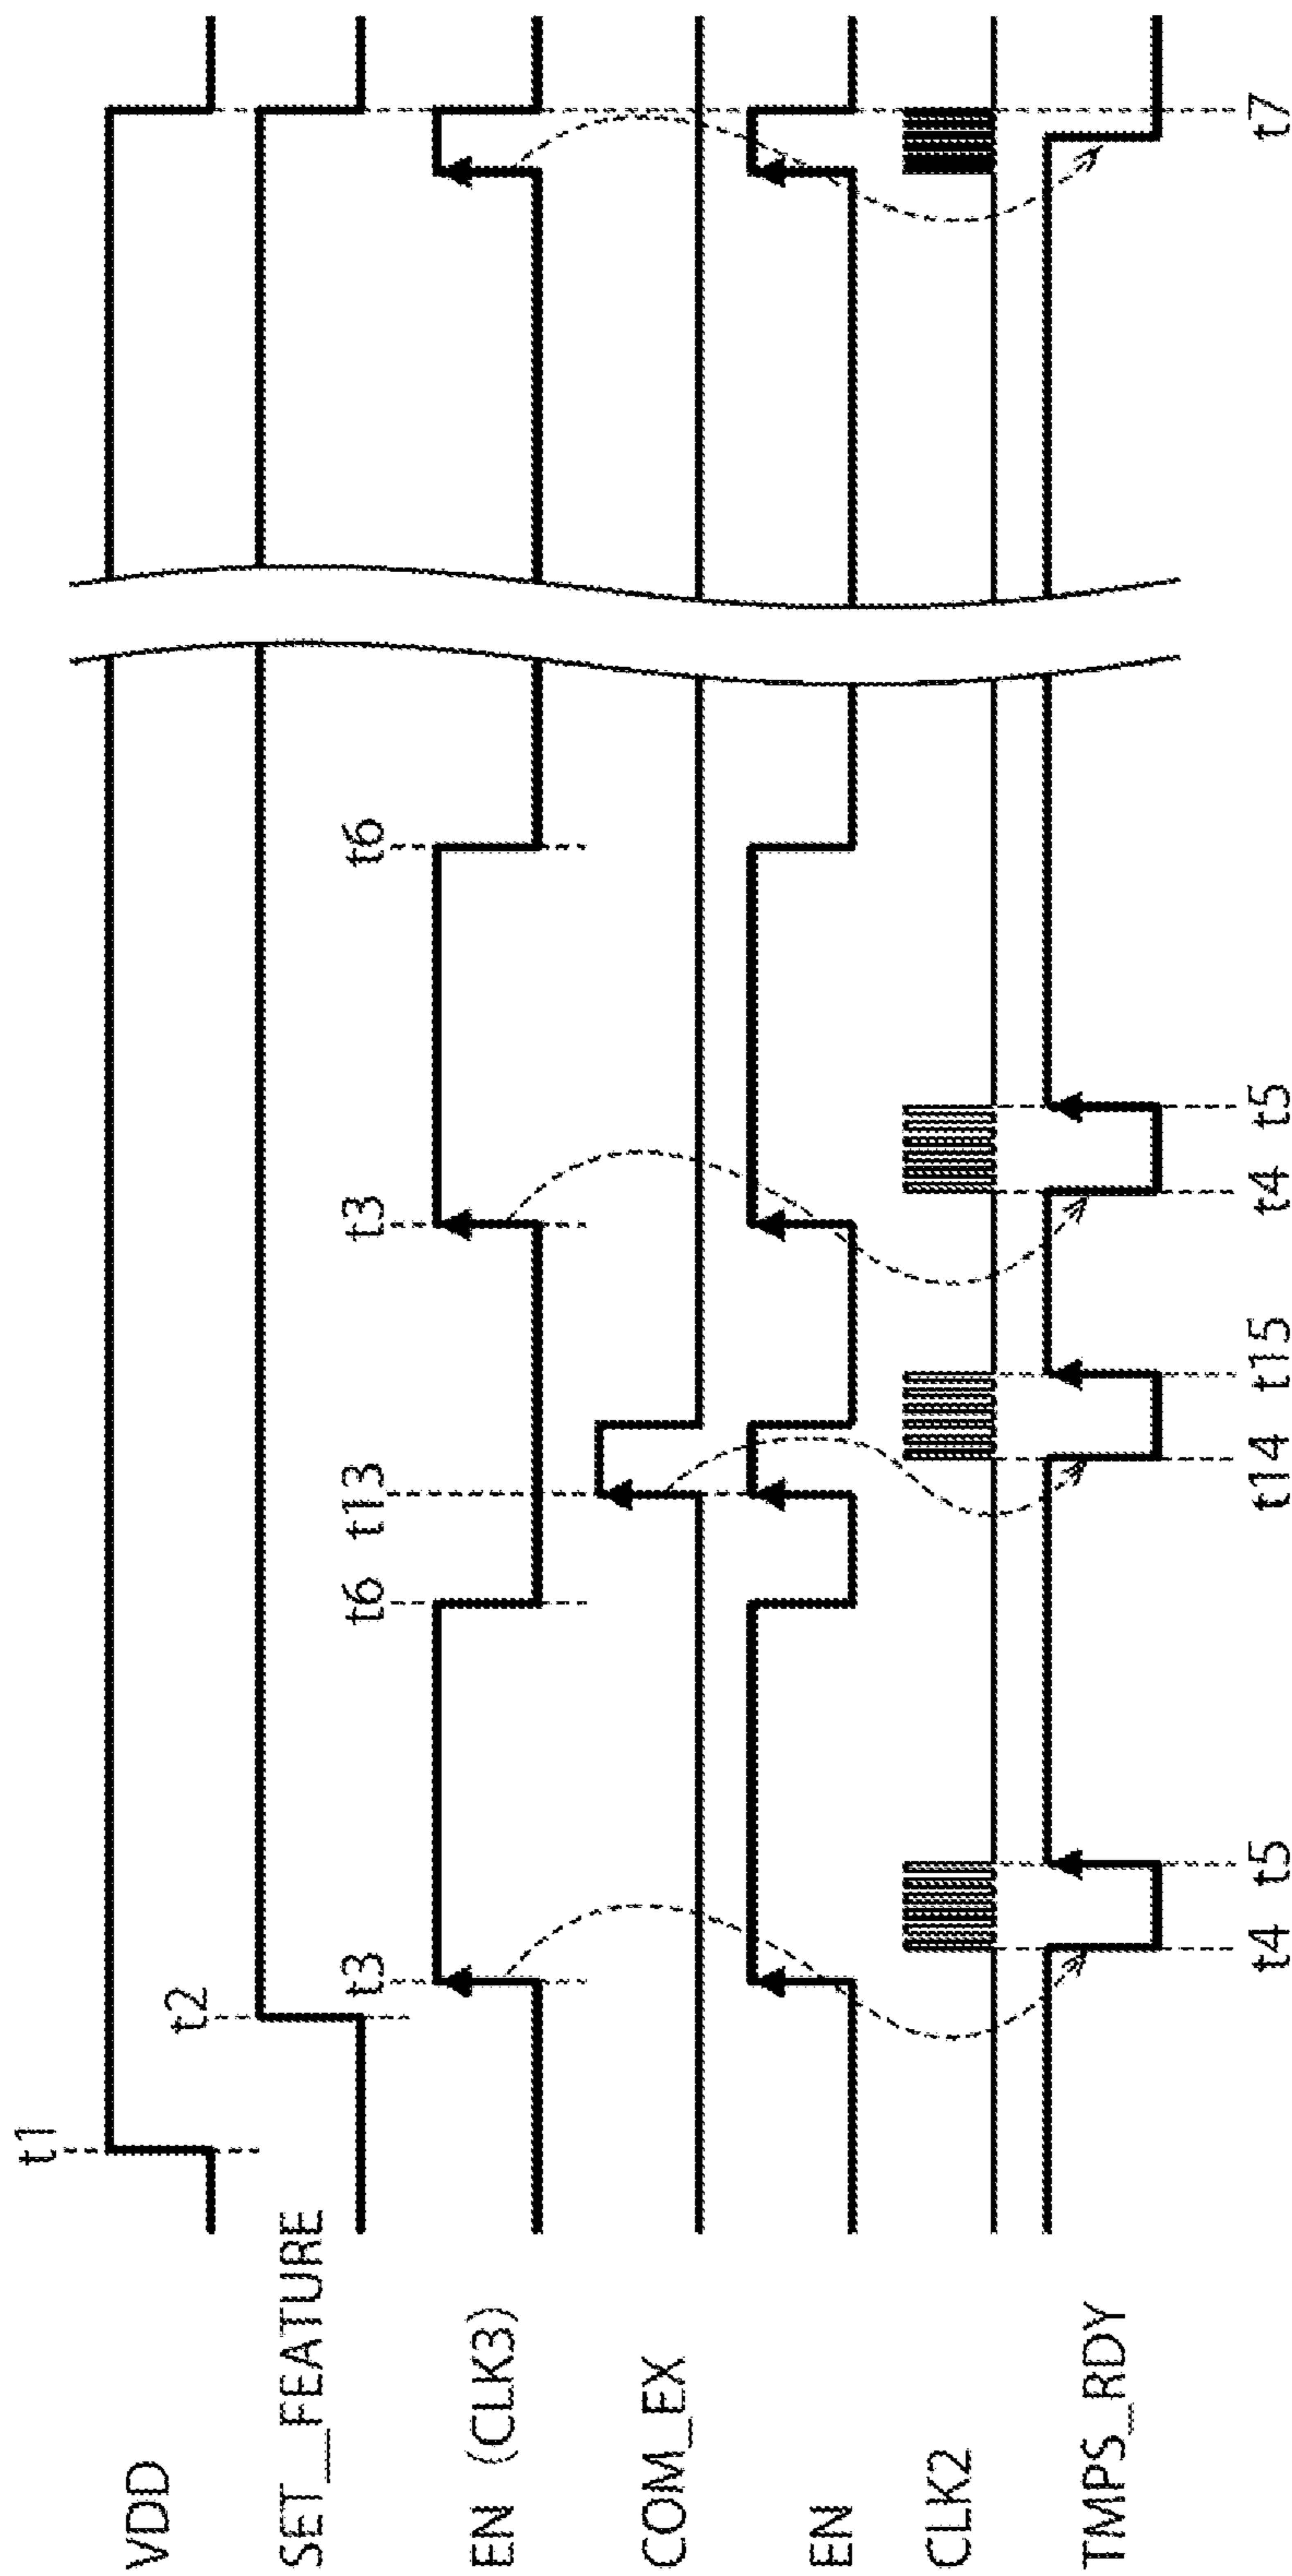 t1
VDD
t2
SET_FEATURE
t3
t6
t13
t3
t6
EN (CLK3)
COM_EX
EN
CLK2
TMPS_RDY
t4
t5
t14
t15
t4
t5
t7